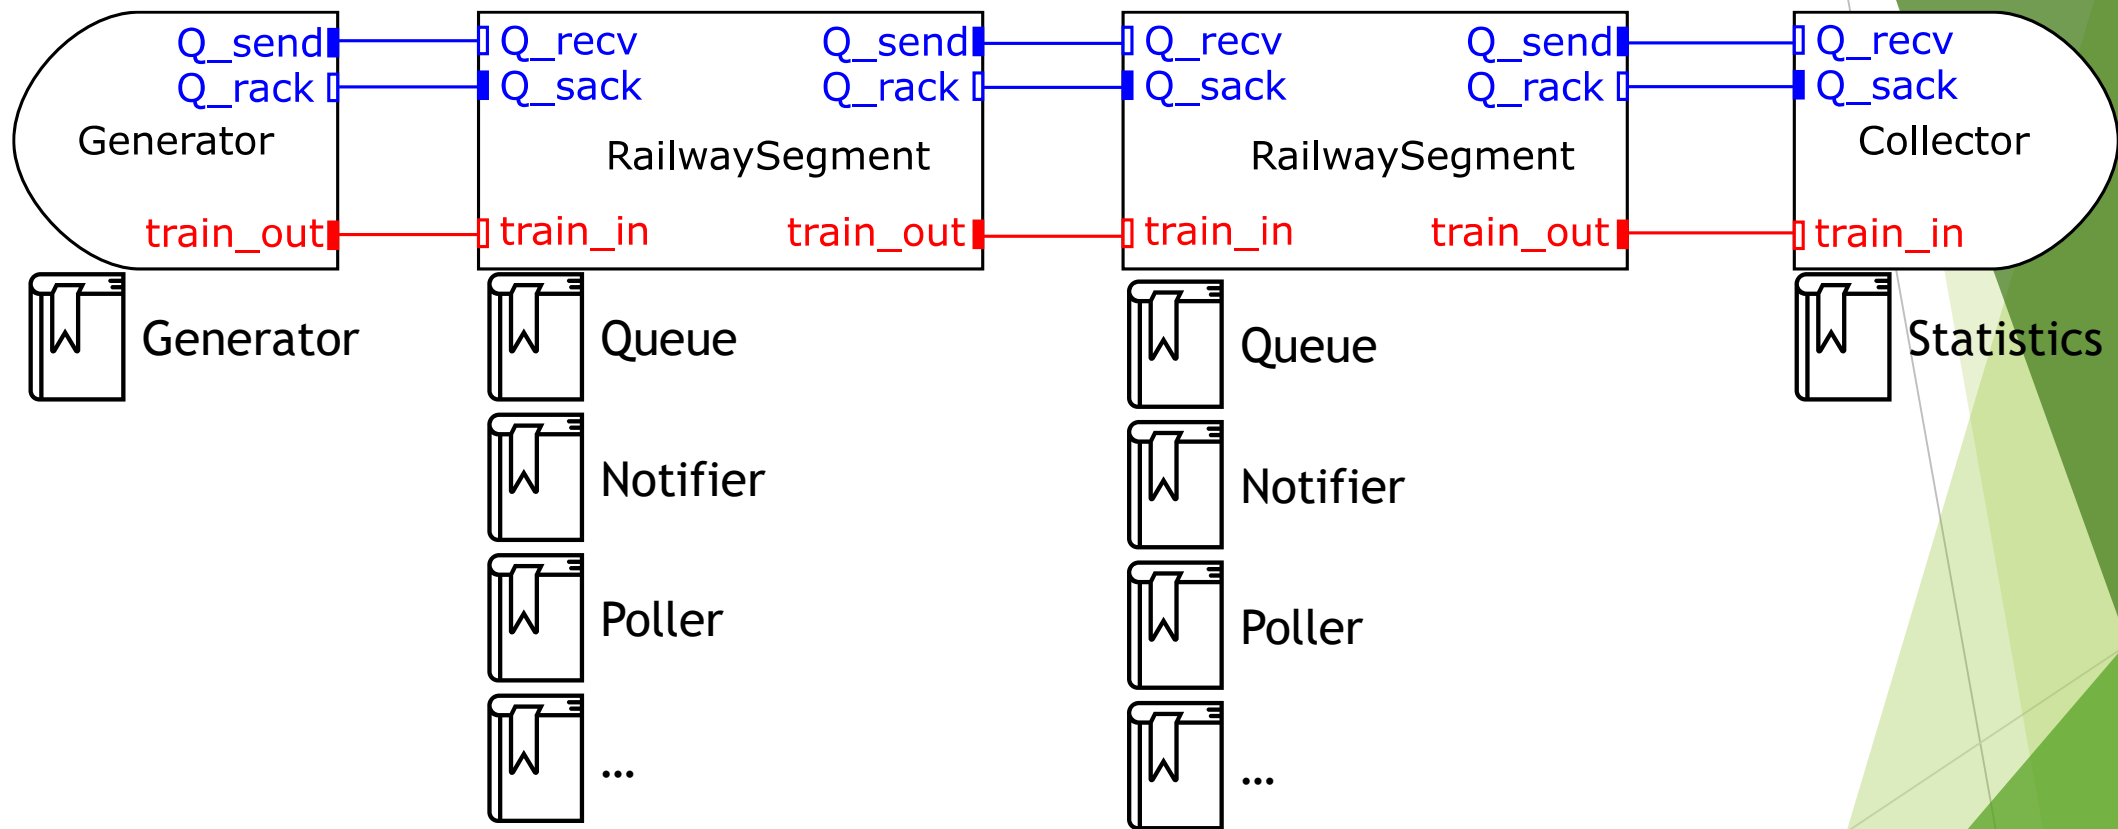 Q_send Q_recv Q_send Q_recv Q_send Q_recv
Q_rack Q_sack Q_rack Q_sack Q_rack Q_sack
Generator RailwaySegment RailwaySegment Collector
train_out train_in train_out train_in train_out train_in
Generator Queue Queue Statistics
Notifier Notifier
Poller Poller
... ...